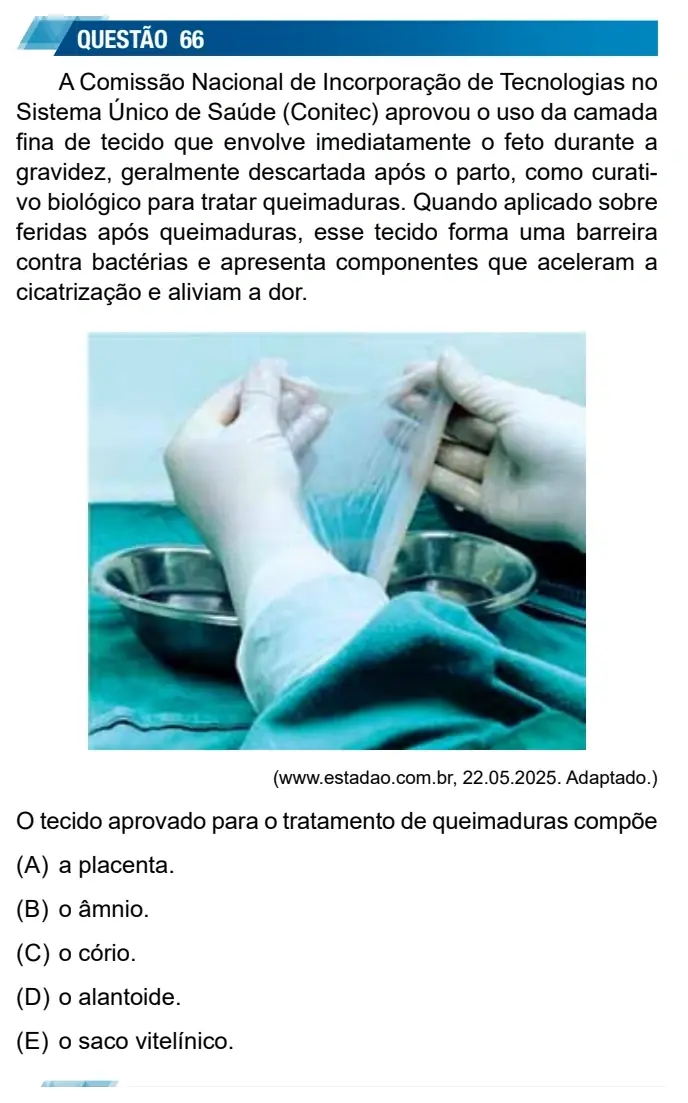 QUESTÃO 66
A Comissão Nacional de Incorporação de Tecnologias no
Sistema Único de Saúde (Conitec) aprovou o uso da camada
fina de tecido que envolve imediatamente o feto durante a
gravidez, geralmente descartada após o parto, como curati-
vo biológico para tratar queimaduras. Quando aplicado sobre
feridas após queimaduras, esse tecido forma uma barreira
contra bactérias e apresenta componentes que aceleram a
cicatrização e aliviam a dor.
(www.estadao.com.br, 22.05.2025. Adaptado.)
O tecido aprovado para o tratamento de queimaduras compõe
(A) a placenta.
(B) o âmnio.
(C) o cório.
(D) o alantoide.
(E) o saco vitelínico.